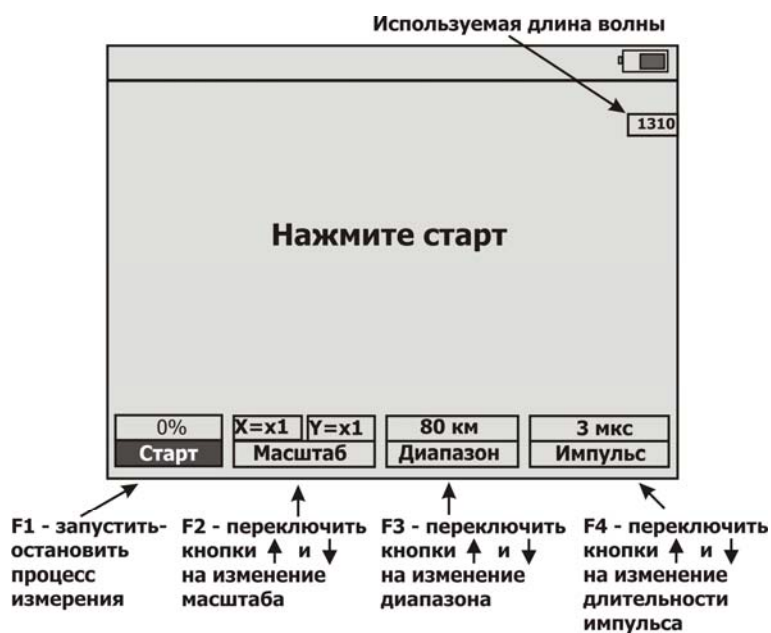 Используемая длина волны
1310
Нажмите старт
0%
Старт
X=x1 Y=x1
Масштаб
80 км
Диапазон
3 мкс
Импульс
F1 - запустить-
остановить
процесс
измерения
F2 - переключить
кнопки ↑ и ↓
на изменение
масштаба
F3 - переключить
кнопки ↑ и ↓
на изменение
диапазона
F4 - переключить
кнопки ↑ и ↓
на изменение
длительности
импульса